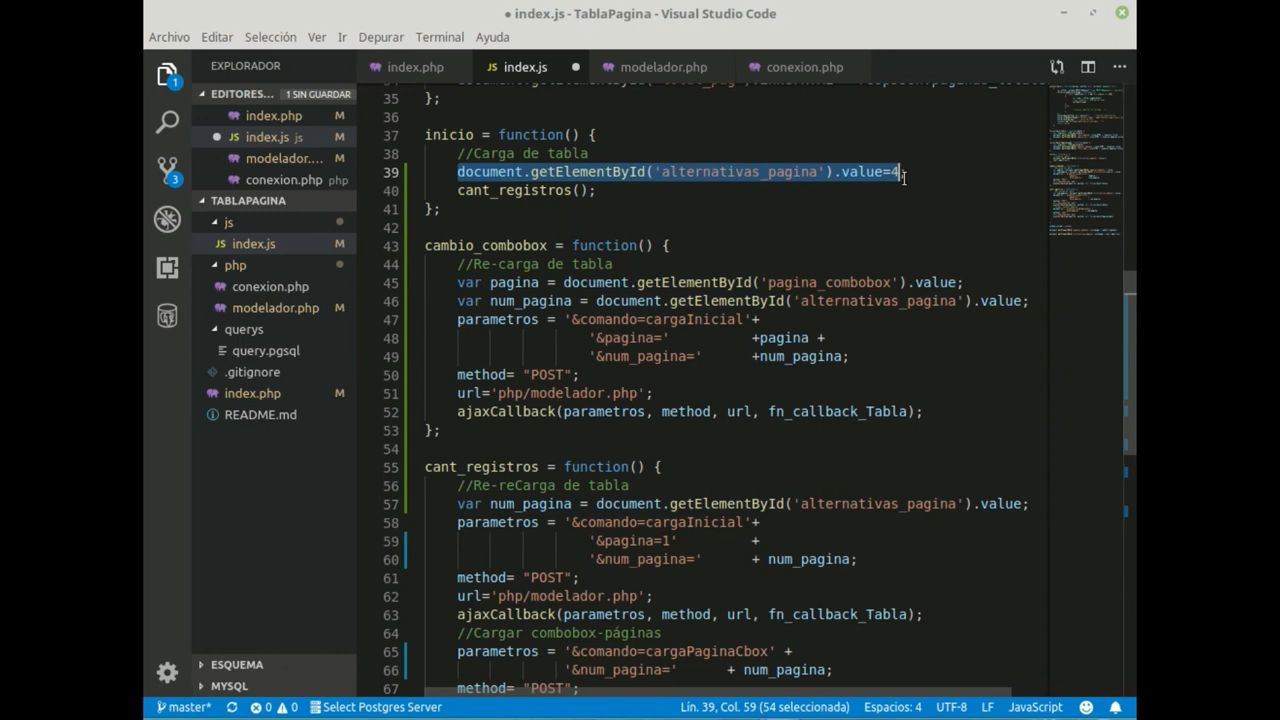 ● index.js - TablaPagina - Visual Studio Code
Archivo Editar Selección Ver Ir Depurar Terminal Ayuda
EXPLORADOR
index.php
JS index.js
modelador.php
conexion.php
1
EDITORES... 1 SIN GUARDAR
index.php M
index.js js M
modelador.... M
conexion.php php M
3
TABLAPAGINA
js
JS index.js M
php
conexion.php
modelador.php M
querys
query.pgsql
.gitignore
index.php M
README.md
ESQUEMA
MYSQL
35 };
36
37 inicio = function() {
38 //Carga de tabla
39 document.getElementById('alternativas_pagina').value=4
40 cant_registros();
41 };
42
43 cambio_combobox = function() {
44 //Re-carga de tabla
45 var pagina = document.getElementById('pagina_combobox').value;
46 var num_pagina = document.getElementById('alternativas_pagina').value;
47 parametros = '&comando=cargaInicial'+
48 '&pagina=' +pagina +
49 '&num_pagina=' +num_pagina;
50 method= "POST";
51 url='php/modelador.php';
52 ajaxCallback(parametros, method, url, fn_callback_Tabla);
53 };
54
55 cant_registros = function() {
56 //Re-reCarga de tabla
57 var num_pagina = document.getElementById('alternativas_pagina').value;
58 parametros = '&comando=cargaInicial'+
59 '&pagina=1' +
60 '&num_pagina=' + num_pagina;
61 method= "POST";
62 url='php/modelador.php';
63 ajaxCallback(parametros, method, url, fn_callback_Tabla);
64 //Cargar combobox-páginas
65 parametros = '&comando=cargaPaginaCbox' +
66 '&num_pagina=' + num_pagina;
67 method= "POST";
master* 0 0 Select Postgres Server Lín. 39, Col. 59 (54 seleccionada) Espacios: 4 UTF-8 LF JavaScript